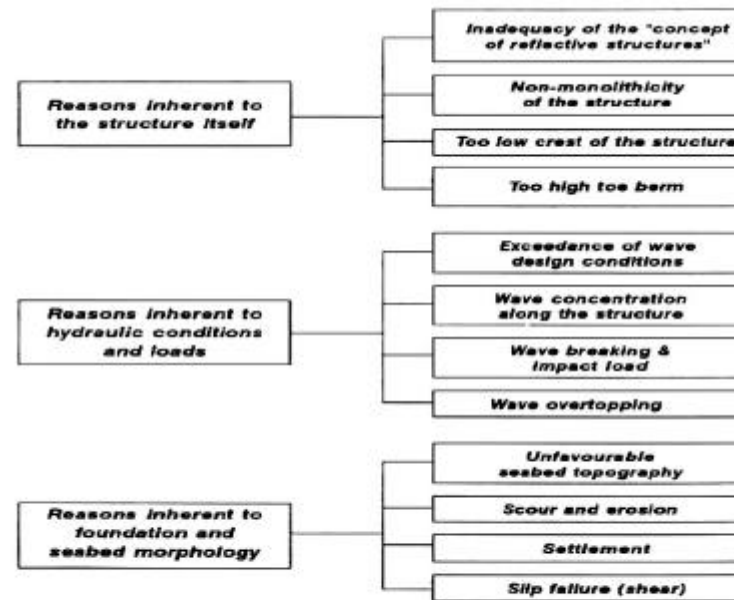 Reasons inherent to
the structure itself
Inadequacy of the "concept
of reflective structures"
Non-monolithicity
of the structure
Too low crest of the structure
Too high toe berm
Reasons inherent to
hydraulic conditions
and loads
Exceedance of wave
design conditions
Wave concentration
along the structure
Wave breaking &
impact load
Wave overtopping
Reasons inherent to
foundation and
seabed morphology
Unfavourable
seabed topography
Scour and erosion
Settlement
Slip failure (shear)